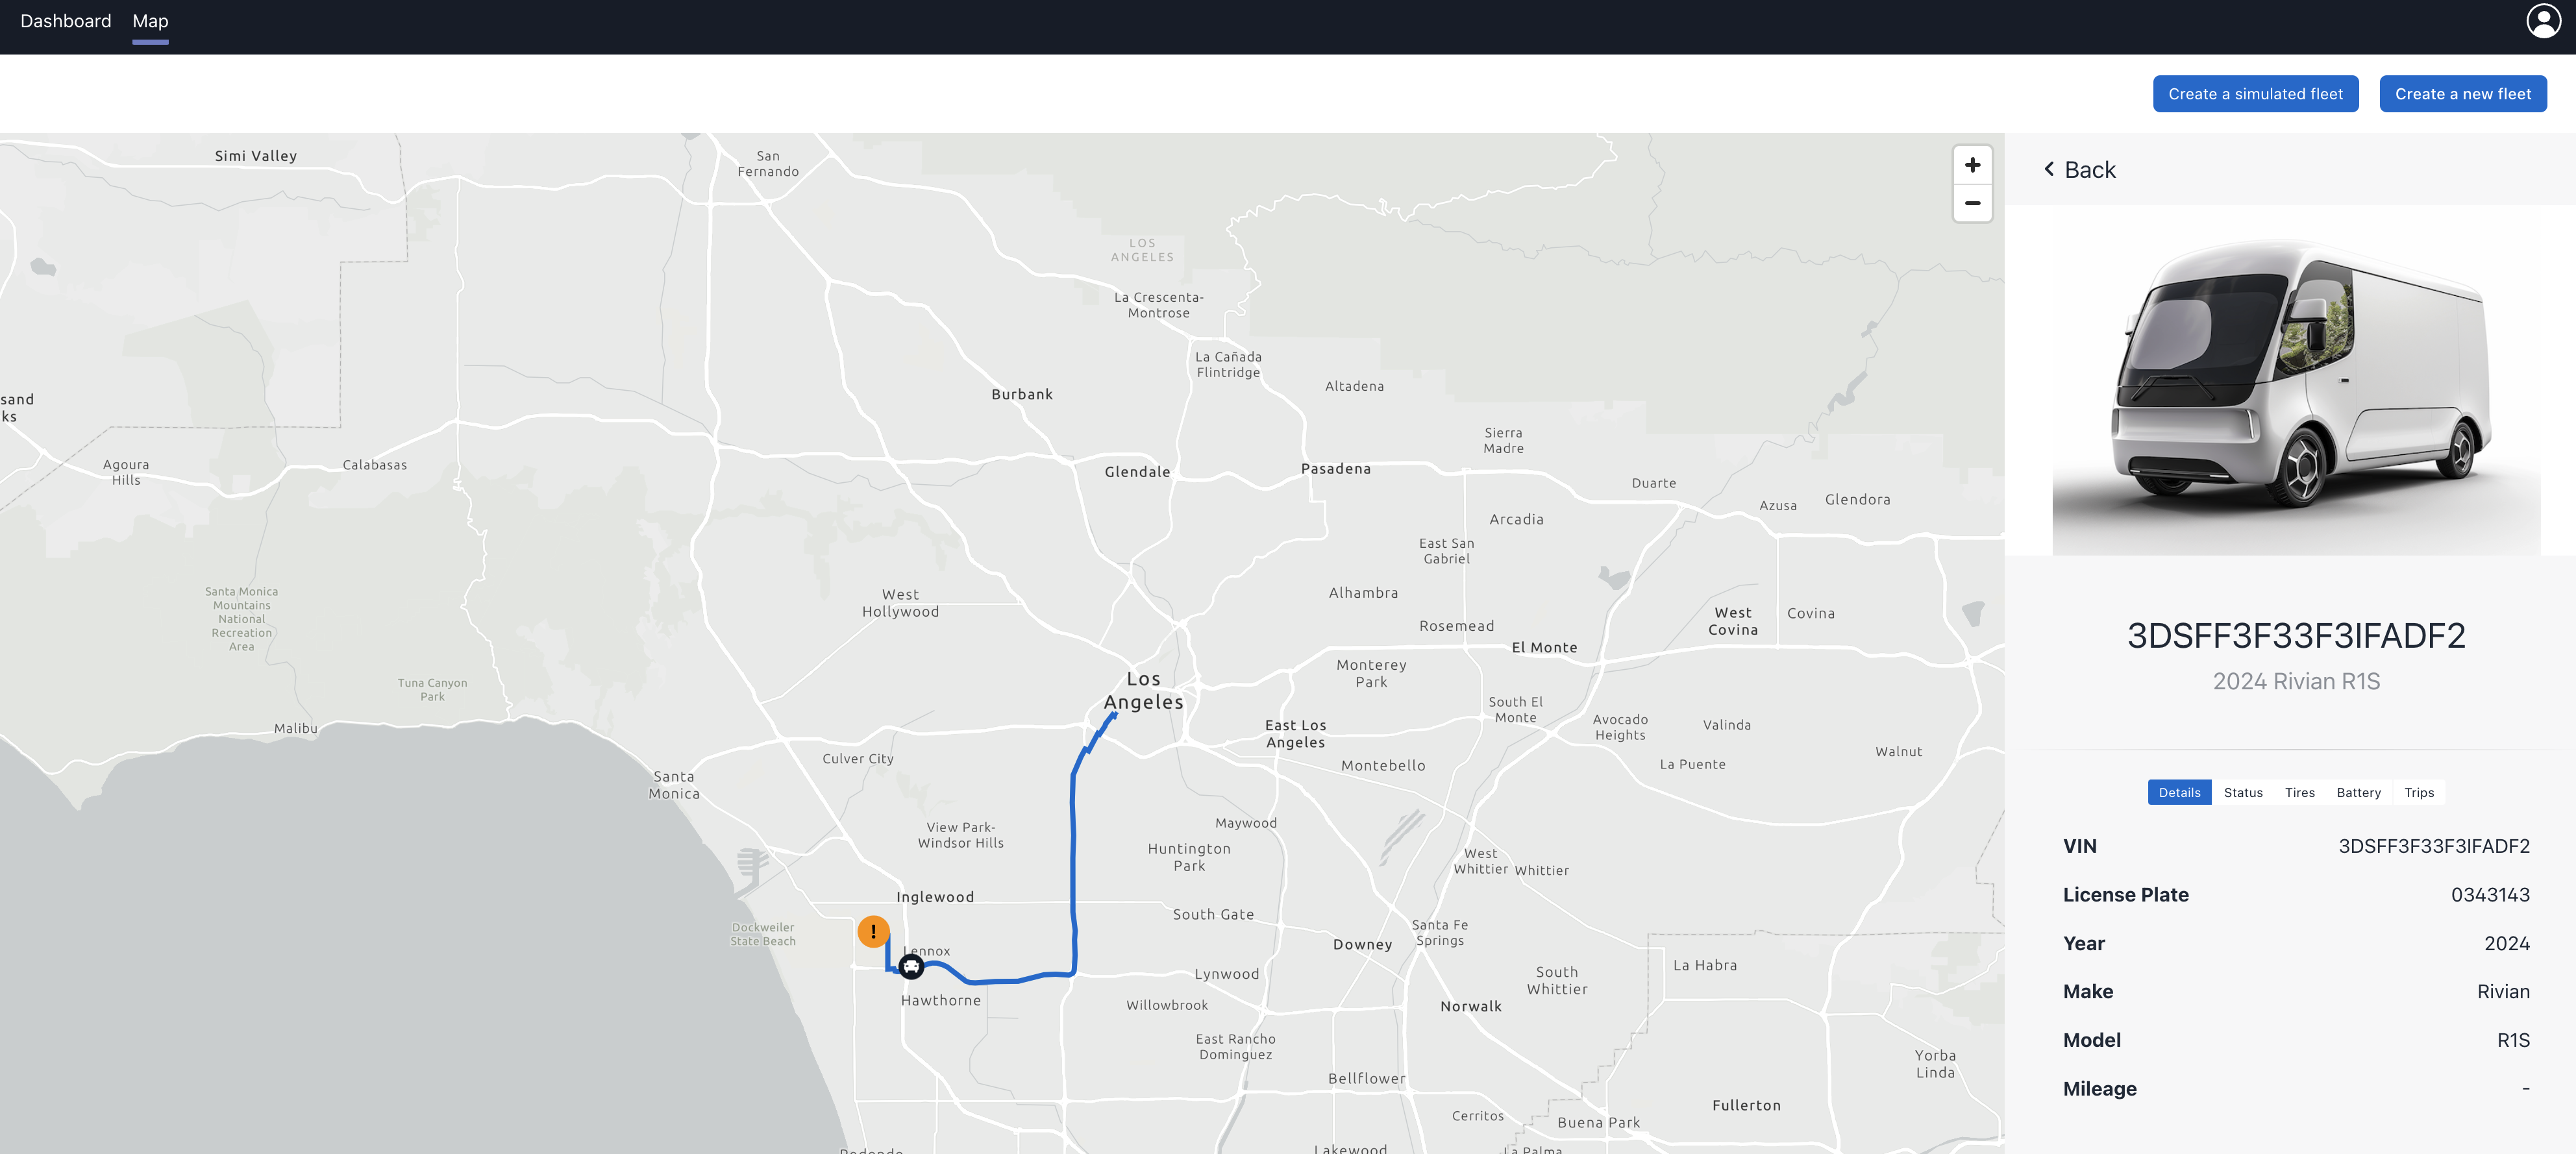 Dashboard
Map
Create a simulated fleet
Create a new fleet
Simi Valley
San
Fernando
LOS
ANGELES
La Crescenta-
Montrose
La Cañada
Flintridge
Altadena
Burbank
sand
ks
Sierra
Madre
Agoura
Hills
Calabasas
Glendale
Pasadena
Duarte
Azusa
Glendora
Arcadia
East San
Gabriel
Santa Monica
Mountains
National
Recreation
Area
West
Hollywood
Alhambra
Rosemead
West
Covina
Covina
El Monte
Monterey
Park
Tuna Canyon
Park
Los
Angeles
South El
Monte
Malibu
East Los
Angeles
Avocado
Heights
Valinda
Walnut
Culver City
Montebello
La Puente
Santa
Monica
View Park-
Windsor Hills
Maywood
Huntington
Park
West
Whittier
Whittier
Inglewood
South Gate
Dockweiler
State Beach
!
Lennox
Downey
Santa Fe
Springs
La Habra
Lynwood
South
Whittier
Hawthorne
Willowbrook
Norwalk
East Rancho
Dominguez
Yorba
Linda
Bellflower
Fullerton
Cerritos
Buena Park
Lakewood
La Palma
Redondo
+
−
Back
3DSFF3F33F3IFADF2
2024 Rivian R1S
Details
Status
Tires
Battery
Trips
VIN 3DSFF3F33F3IFADF2
License Plate 0343143
Year 2024
Make Rivian
Model R1S
Mileage -